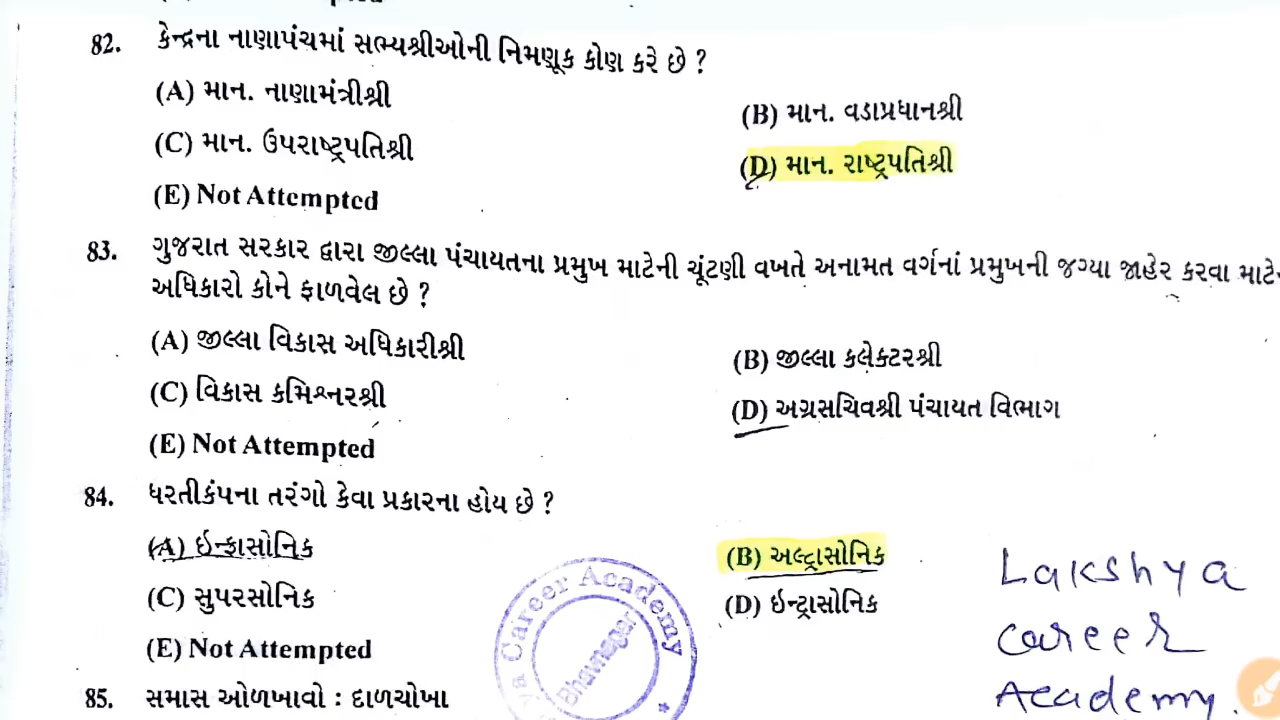 82. કેન્દ્રના નાણાપંચમાં સભ્યશ્રીઓની નિમણૂક કોણ કરે છે ?
(A) માન. નાણામંત્રીશ્રી
(B) માન. વડાપ્રધાનશ્રી
(C) માન. ઉપરાષ્ટ્રપતિશ્રી
(D) માન. રાષ્ટ્રપતિશ્રી
(E) Not Attempted
83. ગુજરાત સરકાર દ્વારા જીલ્લા પંચાયતના પ્રમુખ માટેની ચૂંટણી વખતે અનામત વર્ગનાં પ્રમુખની જગ્યા જાહેર કરવા
અધિકારો કોને ફાળવેલ છે ?
(A) જીલ્લા વિકાસ અધિકારીશ્રી
(B) જીલ્લા કલેક્ટરશ્રી
(C) વિકાસ કમિશ્નરશ્રી
(D) અગ્રસચિવશ્રી પંચાયત વિભાગ
(E) Not Attempted
84. ધરતીકંપના તરંગો કેવા પ્રકારના હોય છે ?
(A) ઇન્ફ્રાસોનિક
(B) અલ્ટ્રાસોનિક
(C) સુપરસોનિક
(D) ઇન્ટ્રાસોનિક
(E) Not Attempted
Career Academy
Bhavnagar
Lakshya
Career
Academy.
85. સમાસ ઓળખાવો : દાળચોખા